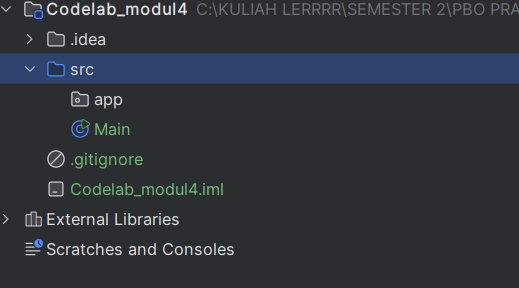 Codelab_modul4 C:\KULIAH LERRRR\SEMESTER 2\PBO PRA
.idea
src
app
Main
.gitignore
Codelab_modul4.iml
External Libraries
Scratches and Consoles